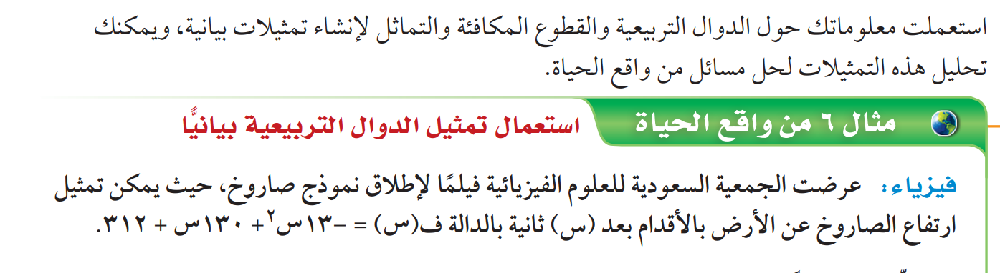 استعملت معلوماتك حول الدوال التربيعية والقطوع المكافئة والتماثل لإنشاء تمثيلات بيانية، ويمكنك
تحليل هذه التمثيلات لحل مسائل من واقع الحياة.
مثال ٦ من واقع الحياة استعمال تمثيل الدوال التربيعية بيانيًّا
فيزياء: عرضت الجمعية السعودية للعلوم الفيزيائية فيلمًا لإطلاق نموذج صاروخ، حيث يمكن تمثيل
ارتفاع الصاروخ عن الأرض بالأقدام بعد (س) ثانية بالدالة ف(س) = –١٣س٢ + ١٣٠س + ٣١٢.